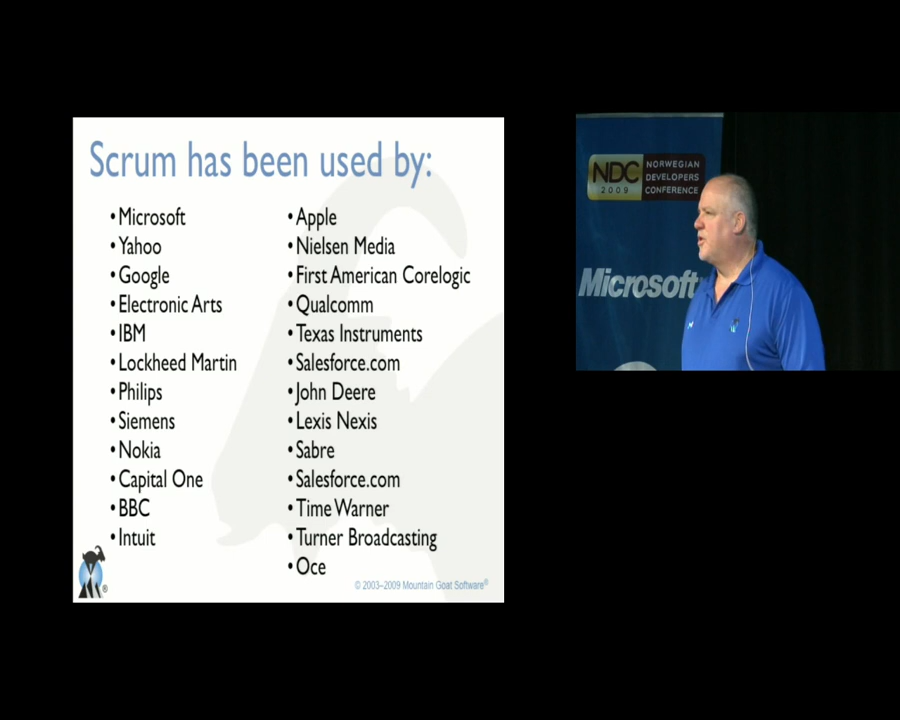 Scrum has been used by:
•Microsoft
•Yahoo
•Google
•Electronic Arts
•IBM
•Lockheed Martin
•Philips
•Siemens
•Nokia
•Capital One
•BBC
•Intuit
•Apple
•Nielsen Media
•First American Corelogic
•Qualcomm
•Texas Instruments
•Salesforce.com
•John Deere
•Lexis Nexis
•Sabre
•Salesforce.com
•Time Warner
•Turner Broadcasting
•Oce
© 2003–2009 Mountain Goat Software®
®
NDC
2009
NORWEGIAN
DEVELOPERS
CONFERENCE
Microsoft